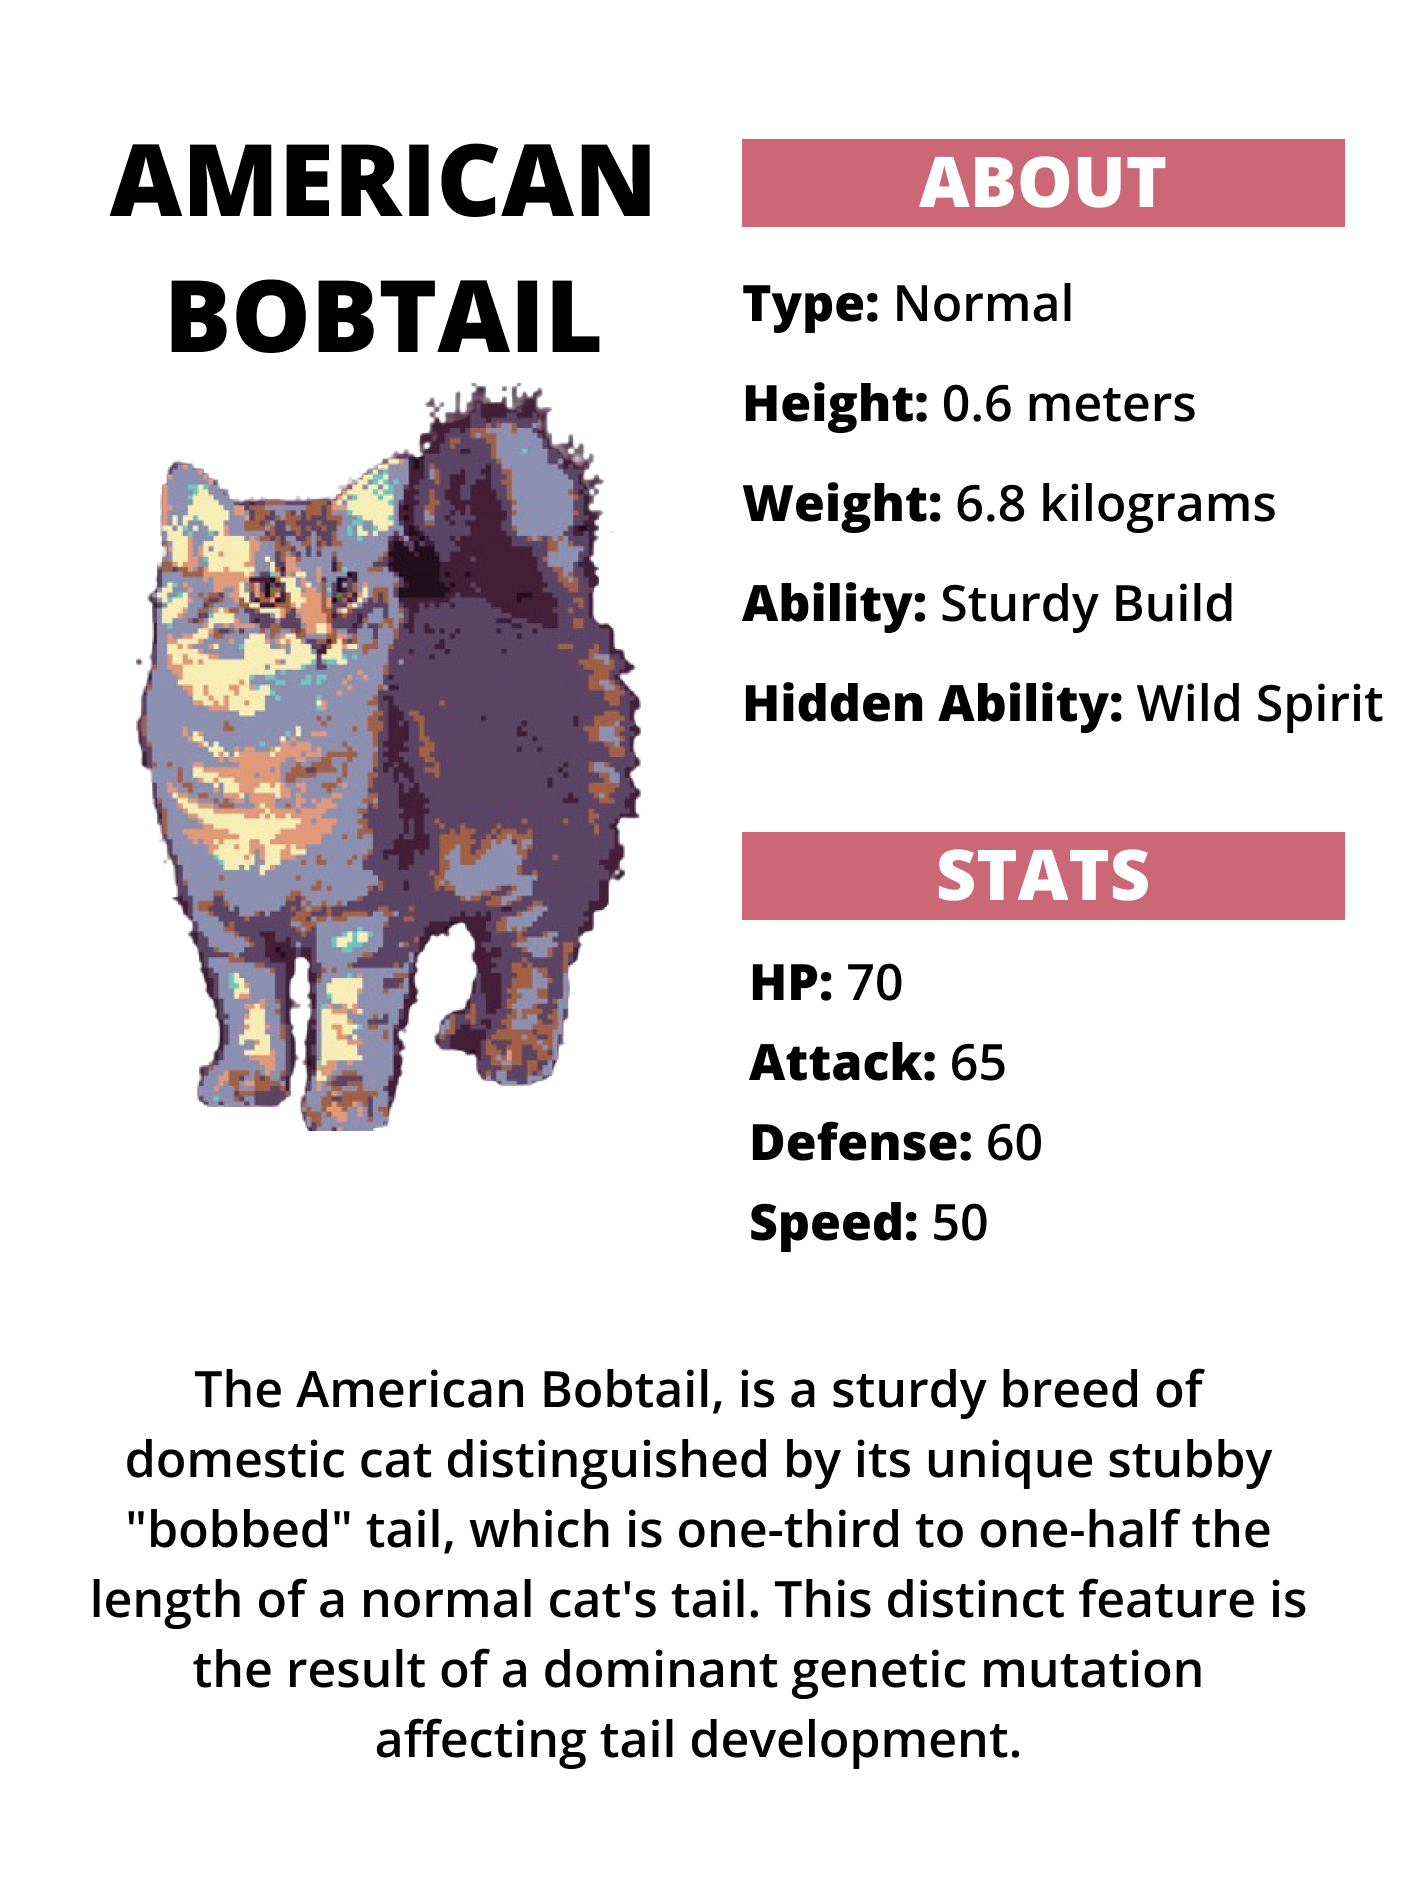 AMERICAN
BOBTAIL
ABOUT
Type: Normal
Height: 0.6 meters
Weight: 6.8 kilograms
Ability: Sturdy Build
Hidden Ability: Wild Spirit
STATS
HP: 70
Attack: 65
Defense: 60
Speed: 50
The American Bobtail, is a sturdy breed of
domestic cat distinguished by its unique stubby
"bobbed" tail, which is one-third to one-half the
length of a normal cat's tail. This distinct feature is
the result of a dominant genetic mutation
affecting tail development.